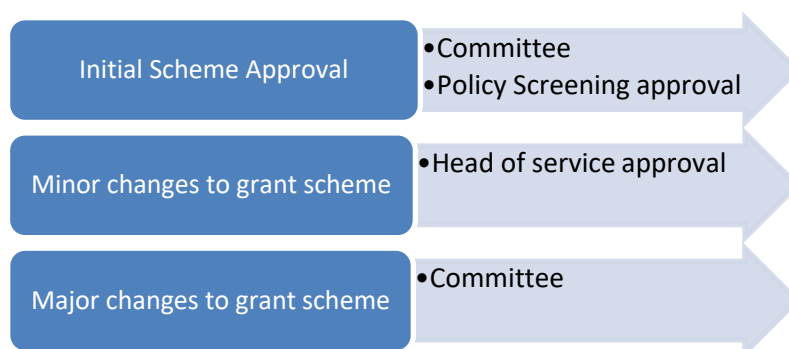 Initial Scheme Approval
•Committee
•Policy Screening approval
Minor changes to grant scheme
•Head of service approval
Major changes to grant scheme
•Committee